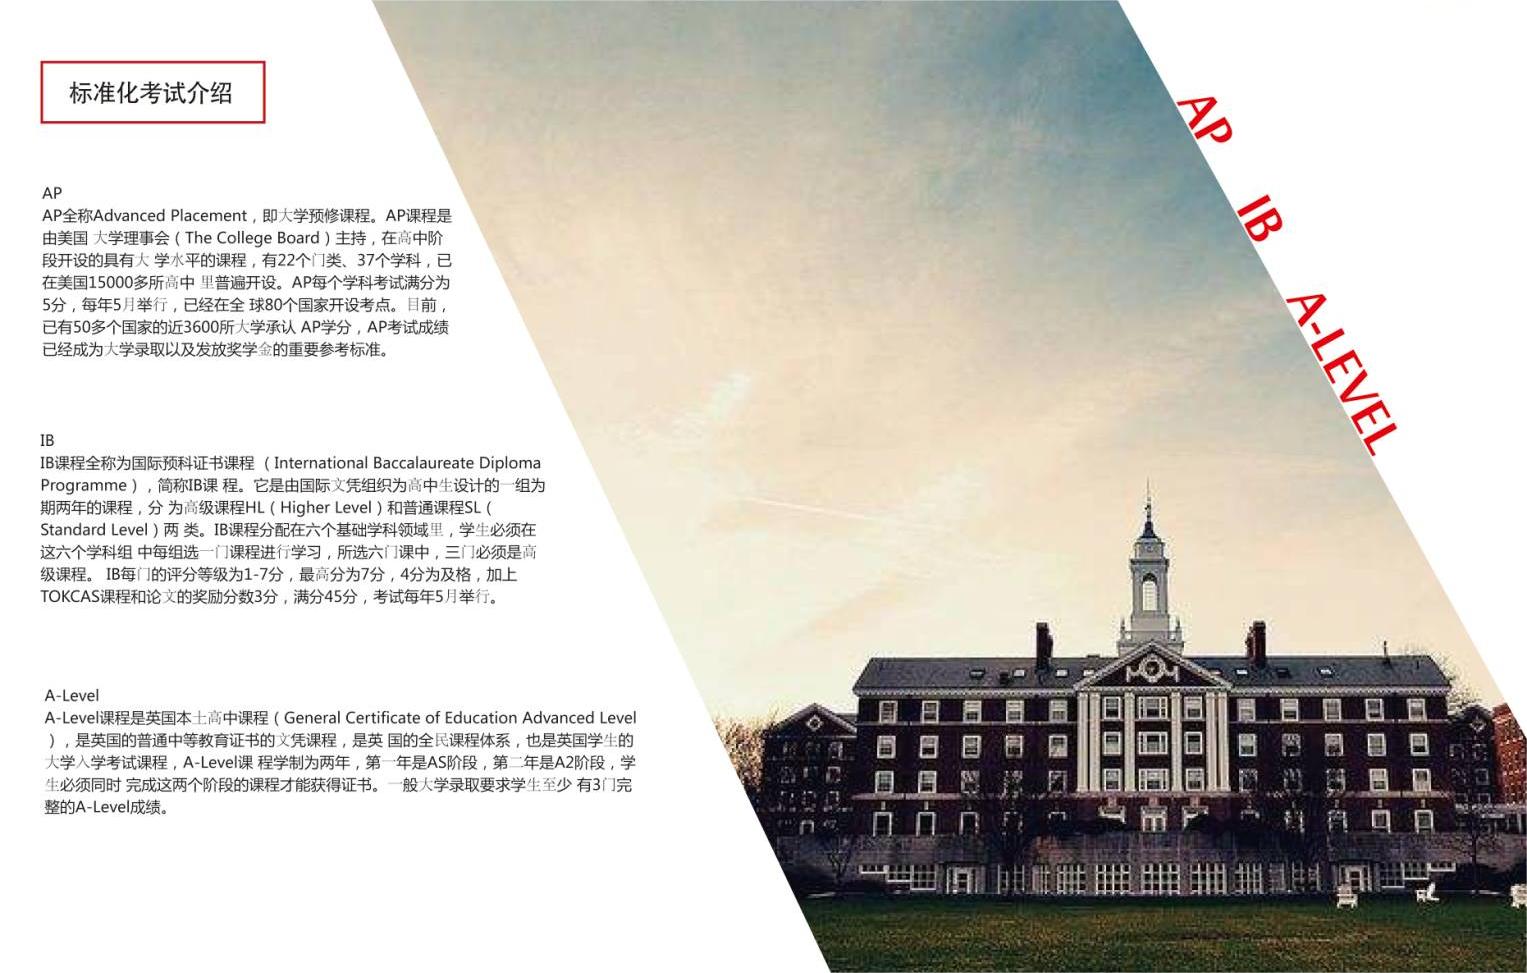 标准化考试介绍
AP
AP全称Advanced Placement，即大学预修课程。AP课程是
由美国 大学理事会（The College Board）主持，在高中阶
段开设的具有大 学水平的课程，有22个门类、37个学科，已
在美国15000多所高中 里普遍开设。AP每个学科考试满分为
5分，每年5月举行，已经在全 球80个国家开设考点。目前，
已有50多个国家的近3600所大学承认 AP学分，AP考试成绩
已经成为大学录取以及发放奖学金的重要参考标准。
IB
IB课程全称为国际预科证书课程 （International Baccalaureate Diploma
Programme），简称IB课 程。它是由国际文凭组织为高中生设计的一组为
期两年的课程，分 为高级课程HL（Higher Level）和普通课程SL（
Standard Level）两 类。IB课程分配在六个基础学科领域里，学生必须在
这六个学科组 中每组选一门课程进行学习，所选六门课中，三门必须是高
级课程。 IB每门的评分等级为1-7分，最高分为7分，4分为及格，加上
TOKCAS课程和论文的奖励分数3分，满分45分，考试每年5月举行。
A-Level
A-Level课程是英国本土高中课程（General Certificate of Education Advanced Level
），是英国的普通中等教育证书的文凭课程，是英 国的全民课程体系，也是英国学生的
大学入学考试课程，A-Level课 程学制为两年，第一年是AS阶段，第二年是A2阶段，学
生必须同时 完成这两个阶段的课程才能获得证书。一般大学录取要求学生至少 有3门完
整的A-Level成绩。
AP IB A-LEVEL